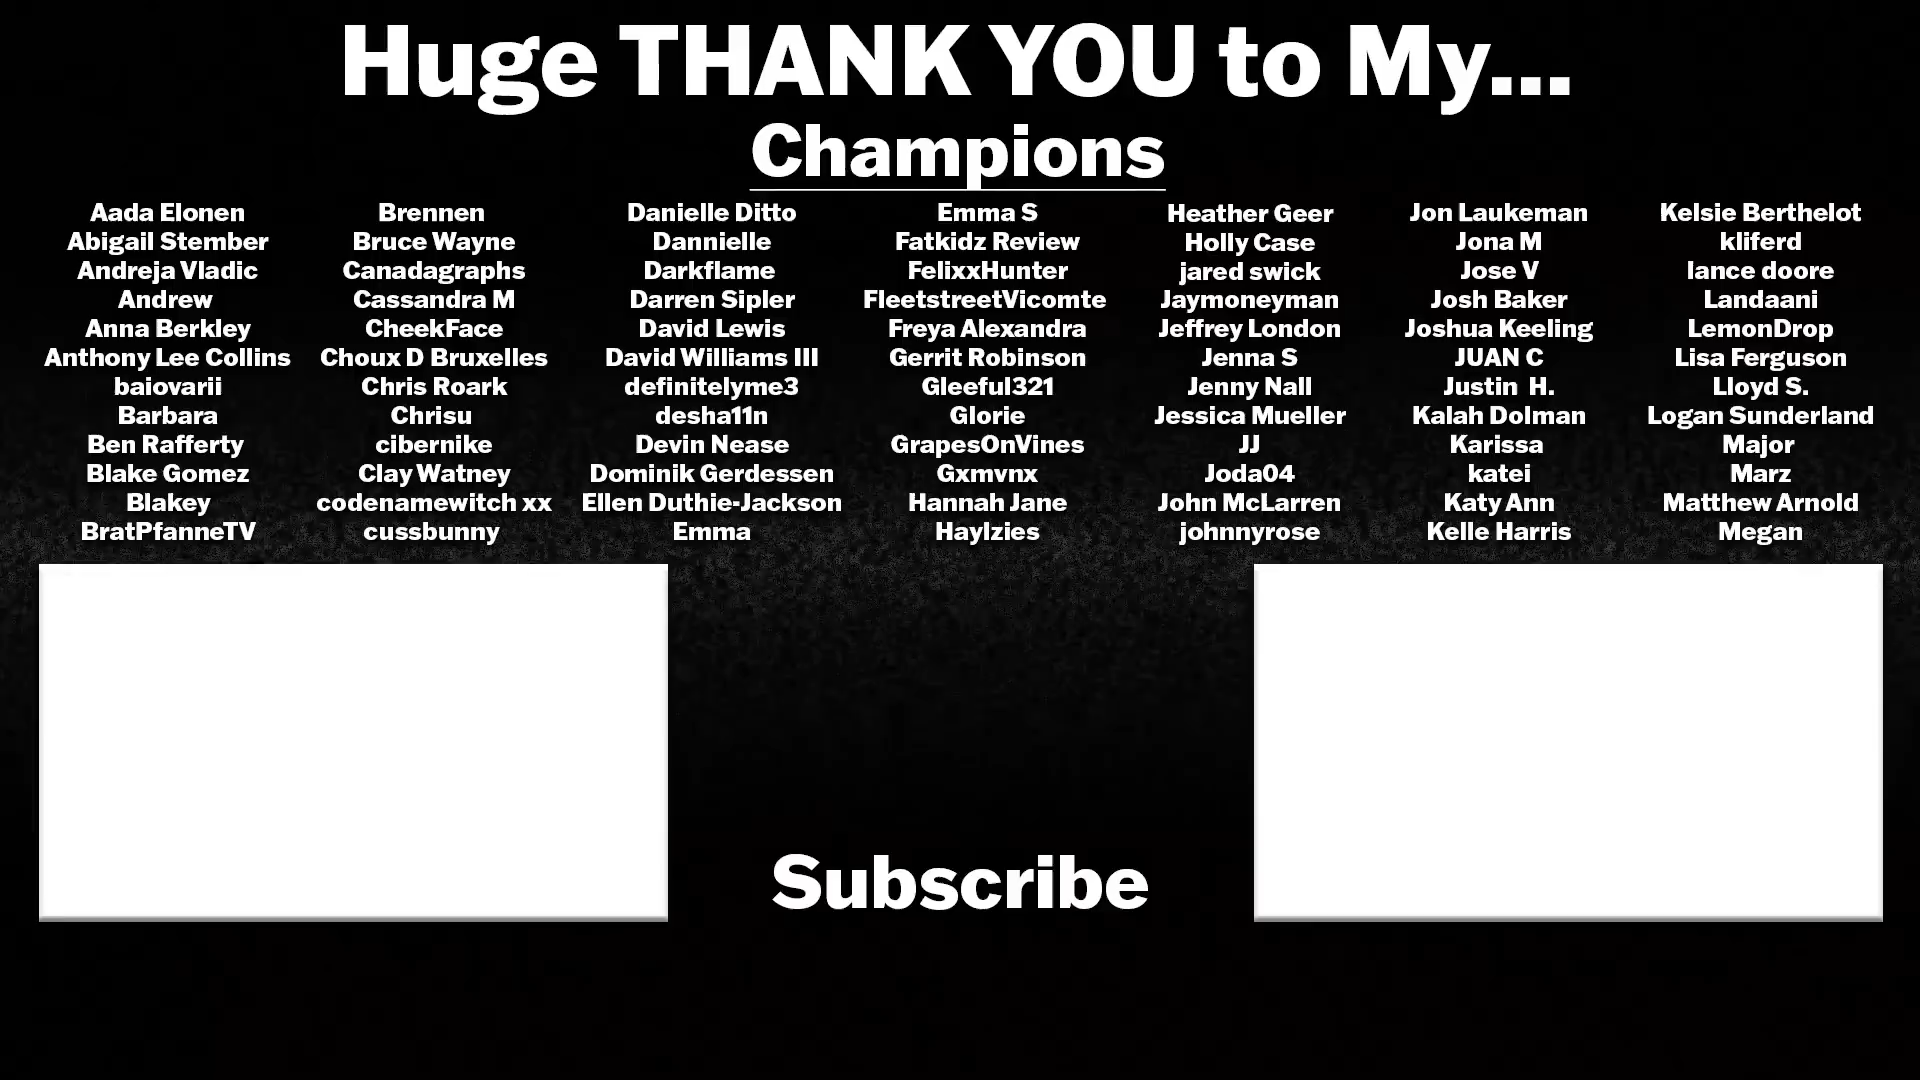 Huge THANK YOU to My...
Champions
Aada Elonen
Abigail Stember
Andreja Vladic
Andrew
Anna Berkley
Anthony Lee Collins
baiovarii
Barbara
Ben Rafferty
Blake Gomez
Blakey
BratPfanneTV
Brennen
Bruce Wayne
Canadagraphs
Cassandra M
CheekFace
Choux D Bruxelles
Chris Roark
Chrisu
cibernike
Clay Watney
codenamewitch xx
cussbunny
Danielle Ditto
Dannielle
Darkflame
Darren Sipler
David Lewis
David Williams III
definitelyme3
desha11n
Devin Nease
Dominik Gerdessen
Ellen Duthie-Jackson
Emma
Emma S
Fatkidz Review
FelixxHunter
FleetstreetVicomte
Freya Alexandra
Gerrit Robinson
Gleeful321
Glorie
GrapesOnVines
Gxmvnx
Hannah Jane
Haylzies
Heather Geer
Holly Case
jared swick
Jaymoneyman
Jeffrey London
Jenna S
Jenny Nall
Jessica Mueller
JJ
Joda04
John McLarren
johnnyrose
Jon Laukeman
Jona M
Jose V
Josh Baker
Joshua Keeling
JUAN C
Justin  H.
Kalah Dolman
Karissa
katei
Katy Ann
Kelle Harris
Kelsie Berthelot
kliferd
lance doore
Landaani
LemonDrop
Lisa Ferguson
Lloyd S.
Logan Sunderland
Major
Marz
Matthew Arnold
Megan
Subscribe